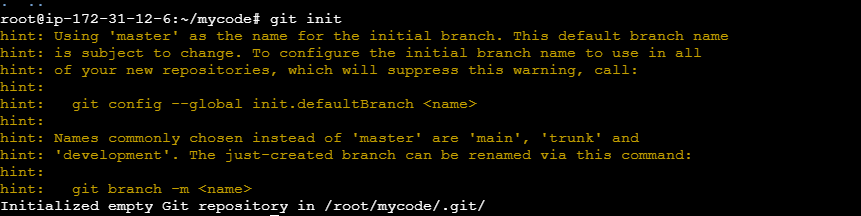 .  ..
root@ip-172-31-12-6:~/mycode# git init
hint: Using 'master' as the name for the initial branch. This default branch name
hint: is subject to change. To configure the initial branch name to use in all
hint: of your new repositories, which will suppress this warning, call:
hint:
hint:   git config --global init.defaultBranch <name>
hint:
hint: Names commonly chosen instead of 'master' are 'main', 'trunk' and
hint: 'development'. The just-created branch can be renamed via this command:
hint:
hint:   git branch -m <name>
Initialized empty Git repository in /root/mycode/.git/